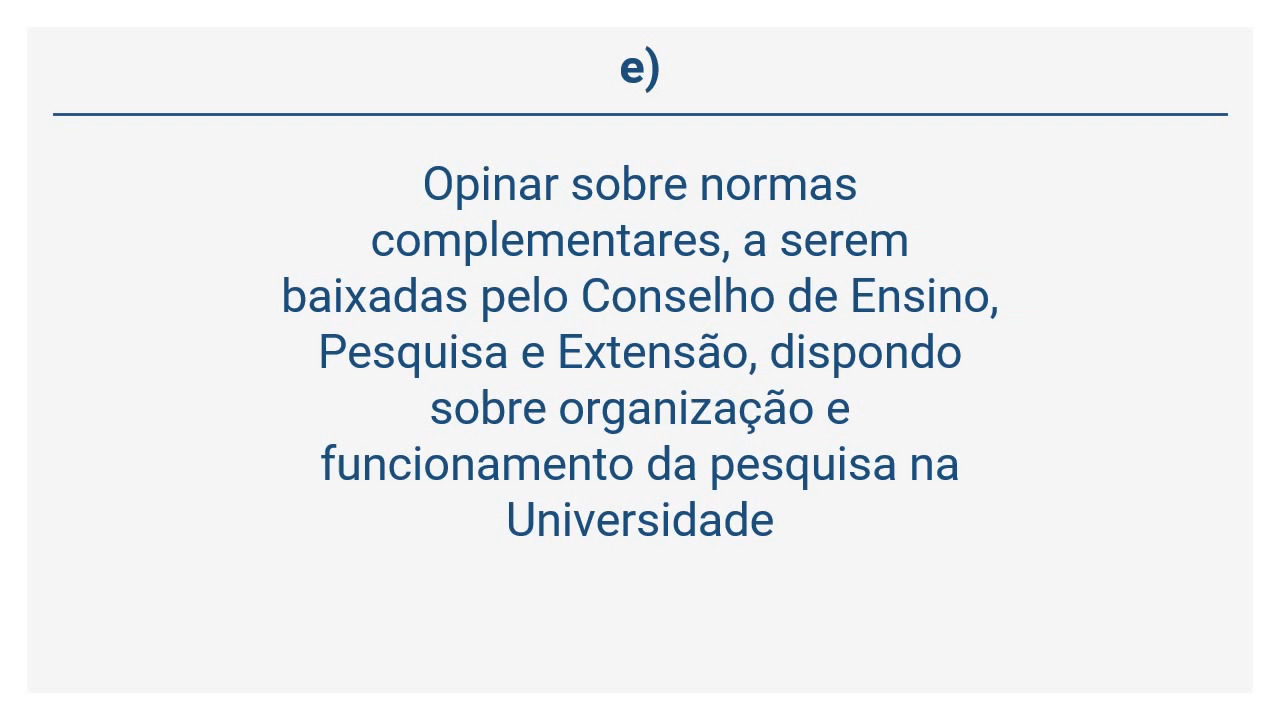 e)
Opinar sobre normas
complementares, a serem
baixadas pelo Conselho de Ensino,
Pesquisa e Extensão, dispondo
sobre organização e
funcionamento da pesquisa na
Universidade